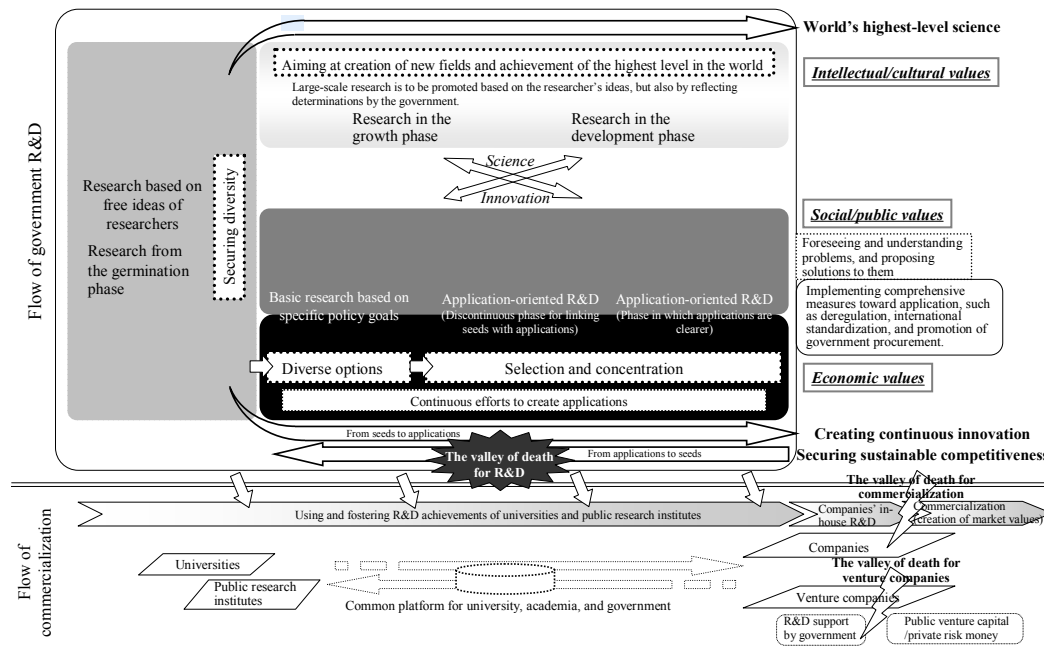 World's highest-level science
Aiming at creation of new fields and achievement of the highest level in the world
Intellectual/cultural values
Large-scale research is to be promoted based on the researcher's ideas, but also by reflecting
determinations by the government.
Research in the
growth phase
Research in the
development phase
Flow of government R&D
Science
Innovation
Research based on
free ideas of
researchers
Research from
the germination
phase
Securing diversity
Social/public values
Foreseeing and understanding
problems, and proposing
solutions to them
Implementing comprehensive
measures toward application, such
as deregulation, international
standardization, and promotion of
government procurement.
Basic research based on
specific policy goals
Application-oriented R&D
(Discontinuous phase for linking
seeds with applications)
Application-oriented R&D
(Phase in which applications are
clearer)
Diverse options
Selection and concentration
Economic values
Continuous efforts to create applications
From seeds to applications
Creating continuous innovation
Securing sustainable competitiveness
The valley of death
for R&D
From applications to seeds
The valley of death for
commercialization
Using and fostering R&D achievements of universities and public research institutes
Companies' in-
house R&D
Commercialization
(creation of market values)
Flow of
commercialization
Universities
Public research
institutes
Common platform for university, academia, and government
Companies
The valley of death for
venture companies
Venture companies
R&D support
by government
Public venture capital
/private risk money